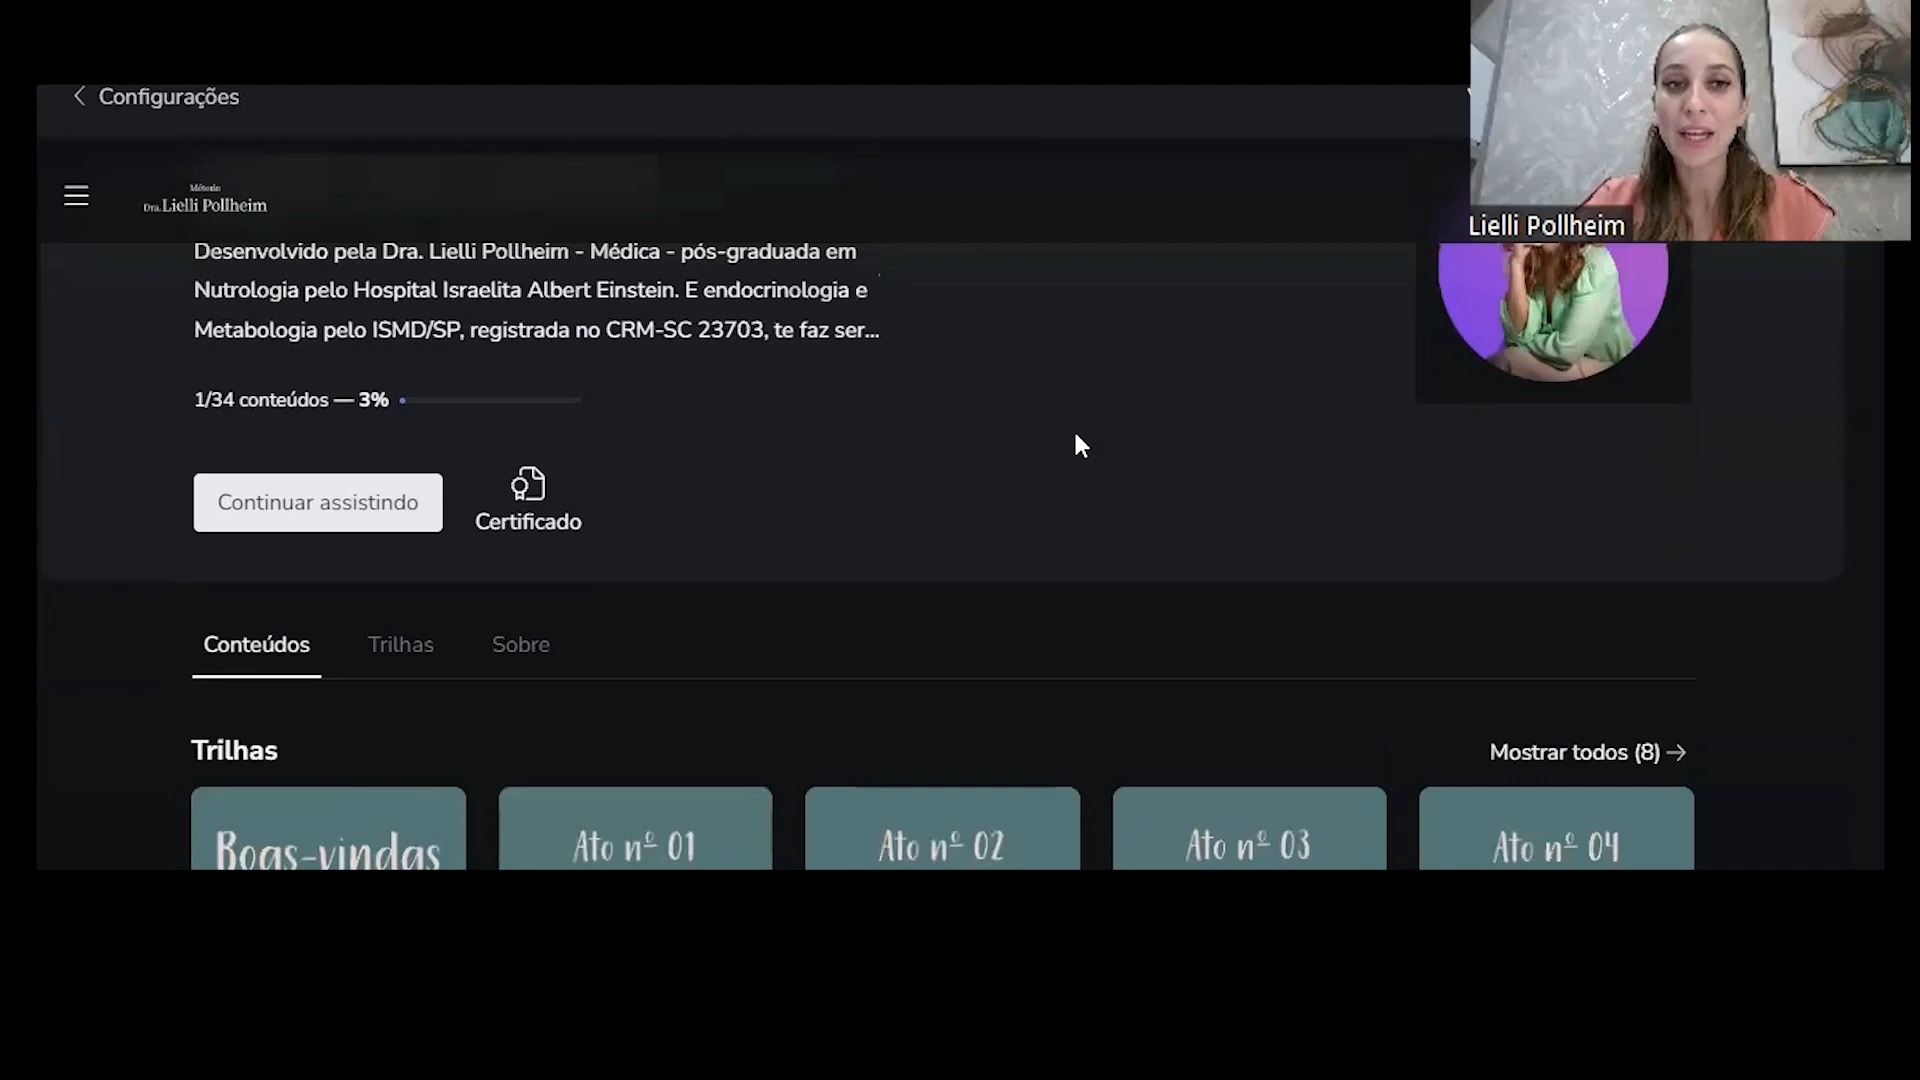 Configurações
Lielli Pollheim
Método
Dra. Lielli Pollheim
Desenvolvido pela Dra. Lielli Pollheim - Médica - pós-graduada em
Nutrologia pelo Hospital Israelita Albert Einstein. E endocrinologia e
Metabologia pelo ISMD/SP, registrada no CRM-SC 23703, te faz ser...
1/34 conteúdos — 3%
Continuar assistindo
Certificado
Conteúdos
Trilhas
Sobre
Trilhas
Mostrar todos (8)
Boas-vindas
Ato nº 01
Ato nº 02
Ato nº 03
Ato nº 04